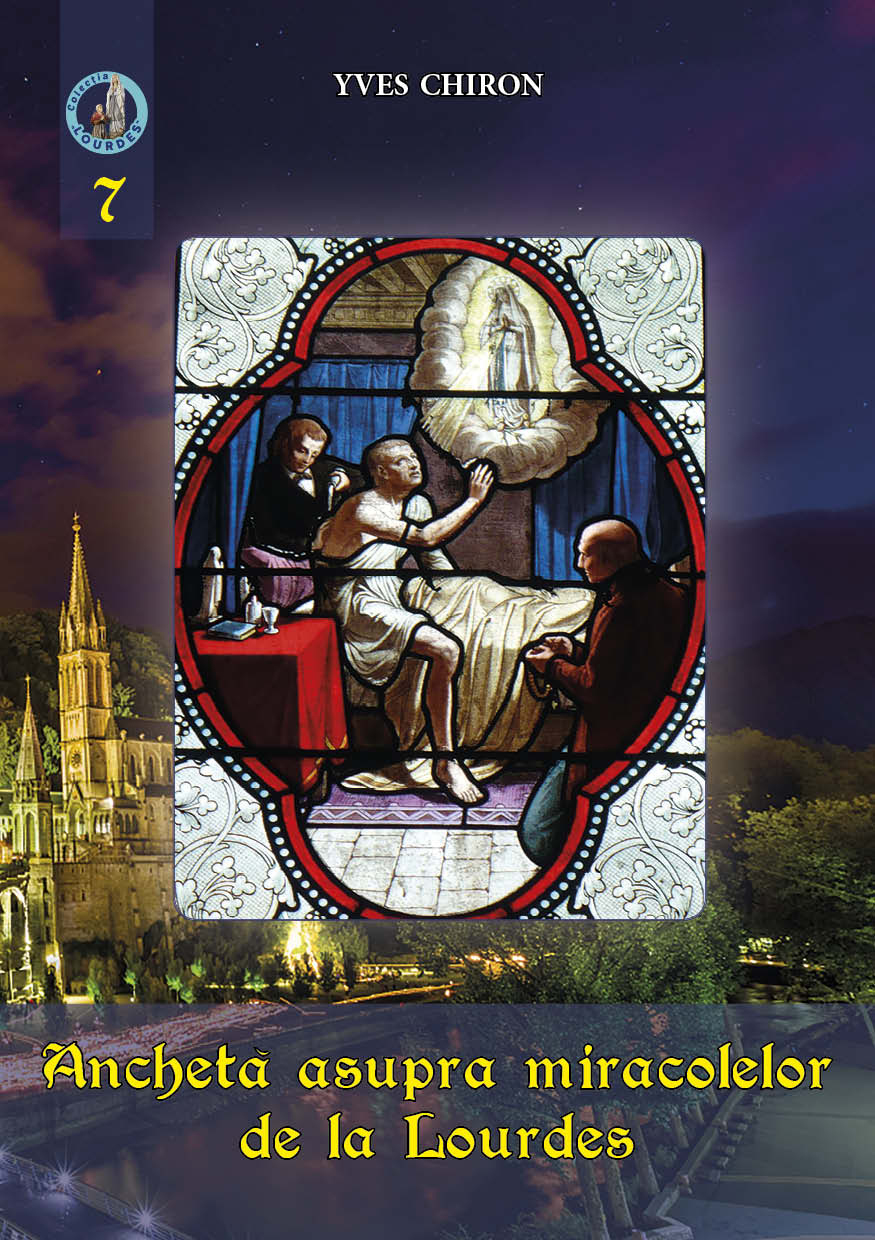 YVES CHIRON
Colecția
LOURDES
7
Anchetă asupra miracolelor
de la Lourdes